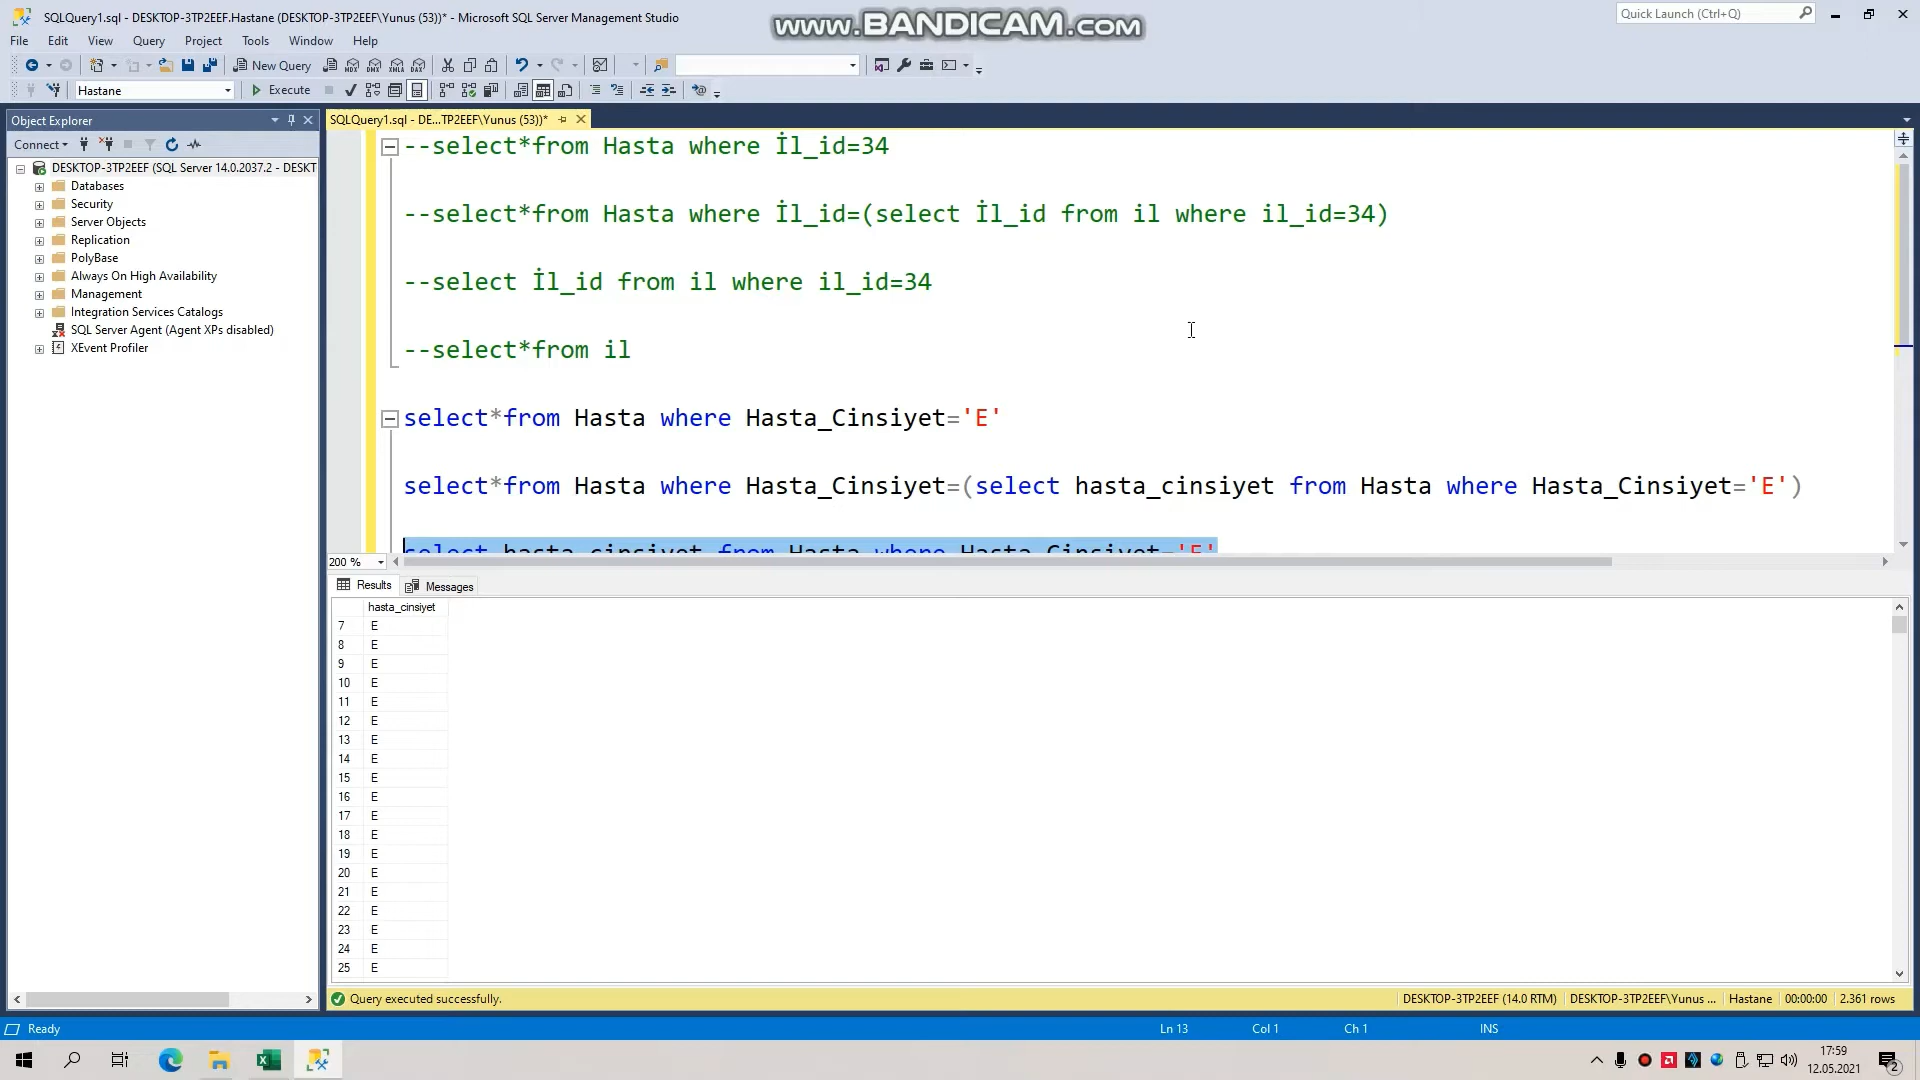 SQLQuery1.sql - DESKTOP-3TP2EEF.Hastane (DESKTOP-3TP2EEF\Yunus (53))* - Microsoft SQL Server Management Studio
www.BANDICAM.com
Quick Launch (Ctrl+Q)
File Edit View Query Project Tools Window Help
New Query
Hastane
Execute
Object Explorer
SQLQuery1.sql - DE...TP2EEF\Yunus (53))*
Connect
DESKTOP-3TP2EEF (SQL Server 14.0.2037.2 - DESKT
Databases
Security
Server Objects
Replication
PolyBase
Always On High Availability
Management
Integration Services Catalogs
SQL Server Agent (Agent XPs disabled)
XEvent Profiler
--select*from Hasta where İl_id=34
--select*from Hasta where İl_id=(select İl_id from il where il_id=34)
--select İl_id from il where il_id=34
--select*from il
select*from Hasta where Hasta_Cinsiyet='E'
select*from Hasta where Hasta_Cinsiyet=(select hasta_cinsiyet from Hasta where Hasta_Cinsiyet='E')
select hasta_cinsiyet from Hasta where Hasta_Cinsiyet='E'
200 %
Results Messages
hasta_cinsiyet
7 E
8 E
9 E
10 E
11 E
12 E
13 E
14 E
15 E
16 E
17 E
18 E
19 E
20 E
21 E
22 E
23 E
24 E
25 E
Query executed successfully.
DESKTOP-3TP2EEF (14.0 RTM) DESKTOP-3TP2EEF\Yunus ... Hastane 00:00:00 2.361 rows
Ready
Ln 13 Col 1 Ch 1 INS
17:59
12.05.2021
2